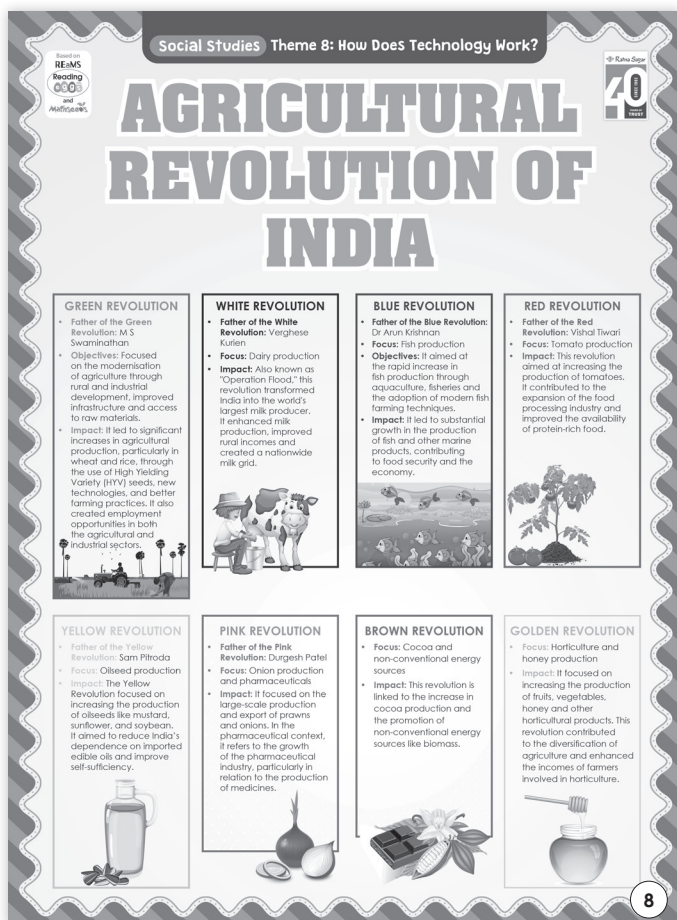 Social Studies Theme 8: How Does Technology Work?
Based on
REaMS
Reading
eggs
and
Mathseeds
Ratna Sagar
40
YEARS OF
TRUST
AGRICULTURAL
REVOLUTION OF
INDIA
GREEN REVOLUTION
• Father of the Green
Revolution: M S
Swaminathan
• Objectives: Focused
on the modernisation
of agriculture through
rural and industrial
development, improved
infrastructure and access
to raw materials.
• Impact: It led to significant
increases in agricultural
production, particularly in
wheat and rice, through
the use of High Yielding
Variety (HYV) seeds, new
technologies, and better
farming practices. It also
created employment
opportunities in both
the agricultural and
industrial sectors.
WHITE REVOLUTION
• Father of the White
Revolution: Verghese
Kurien
• Focus: Dairy production
• Impact: Also known as
"Operation Flood," this
revolution transformed
India into the world's
largest milk producer.
It enhanced milk
production, improved
rural incomes and
created a nationwide
milk grid.
BLUE REVOLUTION
• Father of the Blue Revolution:
Dr Arun Krishnan
• Focus: Fish production
• Objectives: It aimed at
the rapid increase in
fish production through
aquaculture, fisheries and
the adoption of modern fish
farming techniques.
• Impact: It led to substantial
growth in the production
of fish and other marine
products, contributing
to food security and the
economy.
RED REVOLUTION
• Father of the Red
Revolution: Vishal Tiwari
• Focus: Tomato production
• Impact: This revolution
aimed at increasing the
production of tomatoes.
It contributed to the
expansion of the food
processing industry and
improved the availability
of protein-rich food.
YELLOW REVOLUTION
• Father of the Yellow
Revolution: Sam Pitroda
• Focus: Oilseed production
• Impact: The Yellow
Revolution focused on
increasing the production
of oilseeds like mustard,
sunflower, and soybean.
It aimed to reduce India's
dependence on imported
edible oils and improve
self-sufficiency.
PINK REVOLUTION
• Father of the Pink
Revolution: Durgesh Patel
• Focus: Onion production
and pharmaceuticals
• Impact: It focused on the
large-scale production
and export of prawns
and onions. In the
pharmaceutical context,
it refers to the growth
of the pharmaceutical
industry, particularly in
relation to the production
of medicines.
BROWN REVOLUTION
• Focus: Cocoa and
non-conventional energy
sources
• Impact: This revolution is
linked to the increase in
cocoa production and
the promotion of
non-conventional energy
sources like biomass.
GOLDEN REVOLUTION
• Focus: Horticulture and
honey production
• Impact: It focused on
increasing the production
of fruits, vegetables,
honey and other
horticultural products. This
revolution contributed
to the diversification of
agriculture and enhanced
the incomes of farmers
involved in horticulture.
8